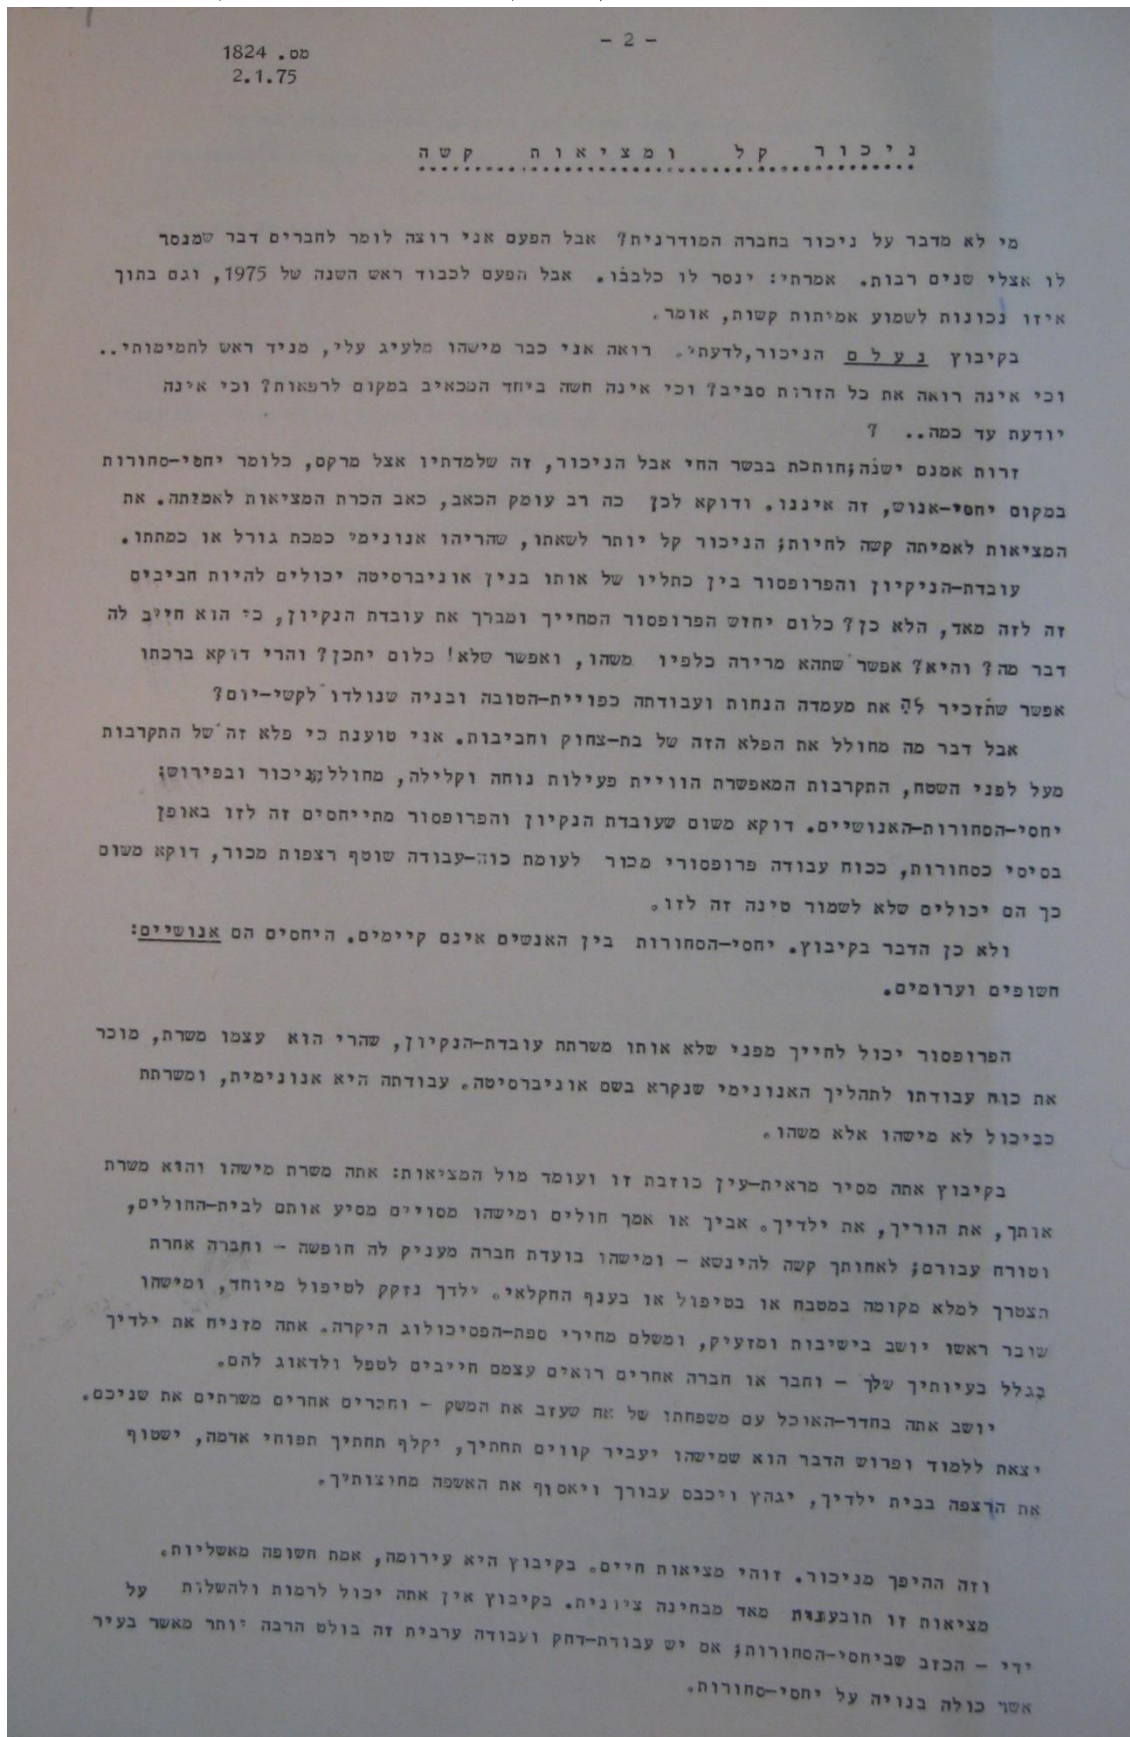 - 2 -
מס. 1824
2.1.75
ניכור קל ומציאות קשה
מי לא מדבר על ניכור בחברה המודרנית? אבל הפעם אני רוצה לומר לחברים דבר שמנסר
לו אצלי שנים רבות. אמרתי: ינסר לו כלבבו. אבל הפעם לכבוד ראש השנה של 1975, וגם בתוך
איזו נכונות לשמוע אמיתות קשות, אומר.
בקיבוץ נעלם הניכור,לדעתי. רואה אני כבר מישהו מלעיג עלי, מניד ראש לתמימותי..
וכי אינה רואה את כל הזרות סביב? וכי אינה חשה ביחד המכאיב במקום לרפאות? וכי אינה
יודעת עד כמה.. ?
זרות אמנם ישנה;חותכת בבשר החי אבל הניכור, זה שלמדתיו אצל מרקס, כלומר יחסי-סחורות
במקום יחסי-אנוש, זה איננו. ודוקא לכן כה רב עומק הכאב, כאב הכרת המציאות לאמיתה. את
המציאות לאמיתה קשה לחיות; הניכור קל יותר לשאתו, שהריהו אנונימי כמכת גורל או כמתתו.
עובדת-הניקיון והפרופסור בין כתליו של אותו בנין אוניברסיטה יכולים להיות חביבים
זה לזה מאד, הלא כן? כלום יחוש הפרופסור המחייך ומברך את עובדת הנקיון, כי הוא חייב לה
דבר מה? והיא? אפשר שתהא מרירה כלפיו משהו, ואפשר שלא! כלום יתכן? והרי דוקא ברכתו
אפשר שתזכיר לה את מעמדה הנחות ועבודתה כפויית-הטובה ובניה שנולדו לקשי-יום?
אבל דבר מה מחולל את הפלא הזה של בת-צחוק וחביבות. אני טוענת כי פלא זה של התקרבות
מעל לפני השטח, התקרבות המאפשרת הוויית פעילות נוחה וקלילה, מחולל הניכור ובפירוש:
יחסי-הסחורות-האנושיים. דוקא משום שעובדת הנקיון והפרופסור מתייחסים זה לזו באופן
בסיסי כסחורות, ככוח עבודה פרופסורי מכור לעומת כוח-עבודה שוטף רצפות מכור, דוקא משום
כך הם יכולים שלא לשמור טינה זה לזו.
ולא כן הדבר בקיבוץ. יחסי-הסחורות בין האנשים אינם קיימים. היחסים הם אנושיים:
חשופים וערומים.
הפרופסור יכול לחייך מפני שלא אותו משרתת עובדת-הנקיון, שהרי הוא עצמו משרת, מוכר
את כוח עבודתו לתהליך האנונימי שנקרא בשם אוניברסיטה. עבודתה היא אנונימית, ומשרתת
כביכול לא מישהו אלא משהו.
בקיבוץ אתה מסיר מראית-עין כוזבת זו ועומד מול המציאות: אתה משרת מישהו והוא משרת
אותך, את הוריך, את ילדיך. אביך או אמך חולים ומישהו מסויים מסיע אותם לבית-החולים,
וטורח עבורם; לאחותך קשה להינשא - ומישהו בועדת חברה מעניק לה חופשה - וחברה אחרת
תצטרך למלא מקומה במטבח או בטיפול או בענף החקלאי. ילדך נזקק לטיפול מיוחד, ומישהו
שובר ראשו יושב בישיבות ומזעיק, ומשלם מחירי ספת-הפסיכולוג היקרה. אתה מזניח את ילדיך
בגלל בעיותיך שלך - וחבר או חברה אחרים רואים עצמם חייבים לטפל ולדאוג להם.
יושב אתה בחדר-האוכל עם משפחתו של אח שעזב את המשק - וחברים אחרים משרתים את שניכם.
יצאת ללמוד ופרוש הדבר הוא שמישהו יעביר קווים תחתיך, יקלף תחתיך תפוחי אדמה, ישטוף
את הרצפה בבית ילדיך, יגהץ ויכבס עבורך ויאסוף את האשפה מחוצותיך.
וזה ההיפך מניכור. זוהי מציאות חיים. בקיבוץ היא עירומה, אמת חשופה מאשליות.
מציאות זו תובענית מאד מבחינה ציונית. בקיבוץ אין אתה יכול לרמות ולהשלות על
ידי - הכזב שביחסי-הסחורות; אם יש עבודת-דחק ועבודה ערבית זה בולט הרבה יותר מאשר בעיר
אשר כולה בנויה על יחסי-סחורות.